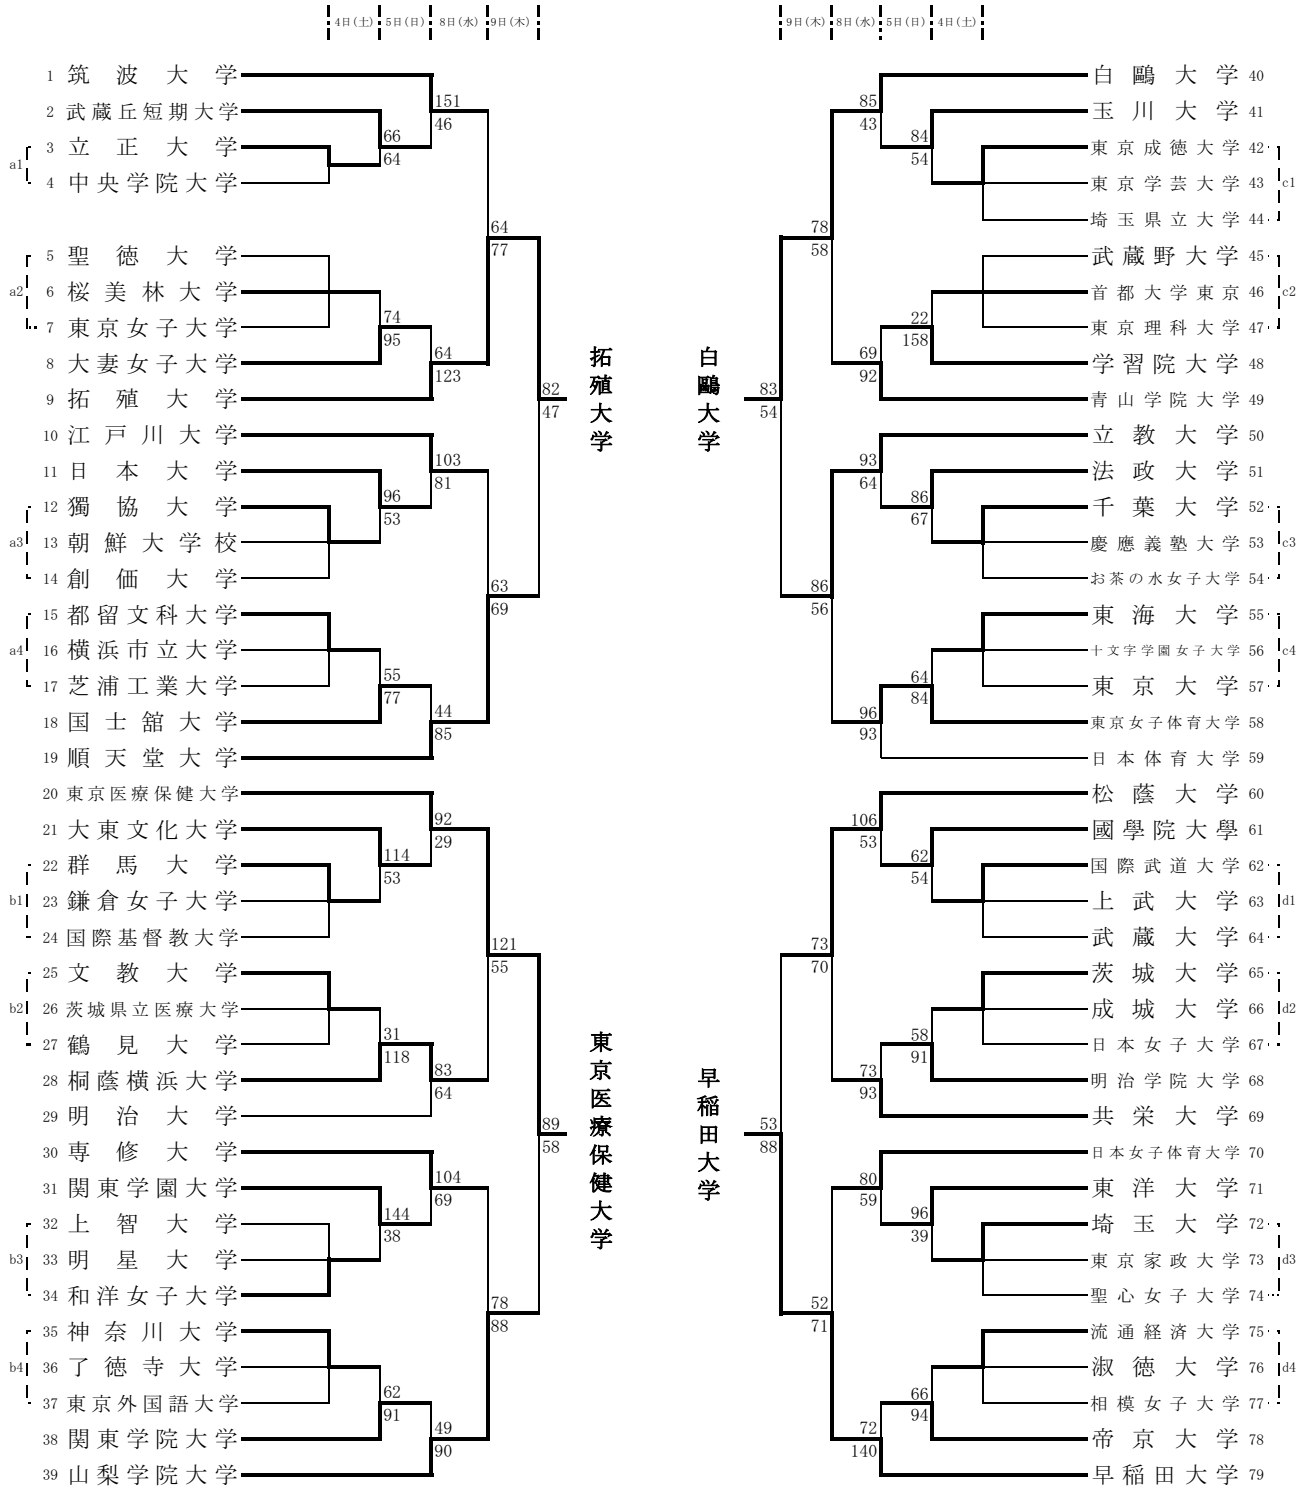 4日(土) 5日(日) 8日(水) 9日(木)
1 筑波大学
2 武蔵丘短期大学
3 立正大学
4 中央学院大学
5 聖徳大学
6 桜美林大学
7 東京女子大学
8 大妻女子大学
9 拓殖大学
10 江戸川大学
11 日本大学
12 獨協大学
13 朝鮮大学校
14 創価大学
15 都留文科大学
16 横浜市立大学
17 芝浦工業大学
18 国士舘大学
19 順天堂大学
20 東京医療保健大学
21 大東文化大学
22 群馬大学
23 鎌倉女子大学
24 国際基督教大学
25 文教大学
26 茨城県立医療大学
27 鶴見大学
28 桐蔭横浜大学
29 明治大学
30 専修大学
31 関東学園大学
32 上智大学
33 明星大学
34 和洋女子大学
35 神奈川大学
36 了徳寺大学
37 東京外国語大学
38 関東学院大学
39 山梨学院大学
a1
a2
a3
a4
b1
b2
b3
b4
66
64
74
95
96
53
55
77
114
53
31
118
144
38
62
91
151
46
64
123
103
81
44
85
92
29
83
64
104
69
49
90
64
77
63
69
121
55
78
88
82
47
89
58
拓殖大学
東京医療保健大学
9日(木) 8日(水) 5日(日) 4日(土)
白鷗大学
早稲田大学
83
54
53
88
78
58
86
56
73
70
52
71
85
43
69
92
93
64
96
93
106
53
73
93
80
59
72
140
84
54
22
158
86
67
64
84
62
54
58
91
96
39
66
94
白鷗大学 40
玉川大学 41
東京成徳大学 42
東京学芸大学 43
埼玉県立大学 44
武蔵野大学 45
首都大学東京 46
東京理科大学 47
学習院大学 48
青山学院大学 49
立教大学 50
法政大学 51
千葉大学 52
慶應義塾大学 53
お茶の水女子大学 54
東海大学 55
十文字学園女子大学 56
東京大学 57
東京女子体育大学 58
日本体育大学 59
松蔭大学 60
國學院大學 61
国際武道大学 62
上武大学 63
武蔵大学 64
茨城大学 65
成城大学 66
日本女子大学 67
明治学院大学 68
共栄大学 69
日本女子体育大学 70
東洋大学 71
埼玉大学 72
東京家政大学 73
聖心女子大学 74
流通経済大学 75
淑徳大学 76
相模女子大学 77
帝京大学 78
早稲田大学 79
c1
c2
c3
c4
d1
d2
d3
d4